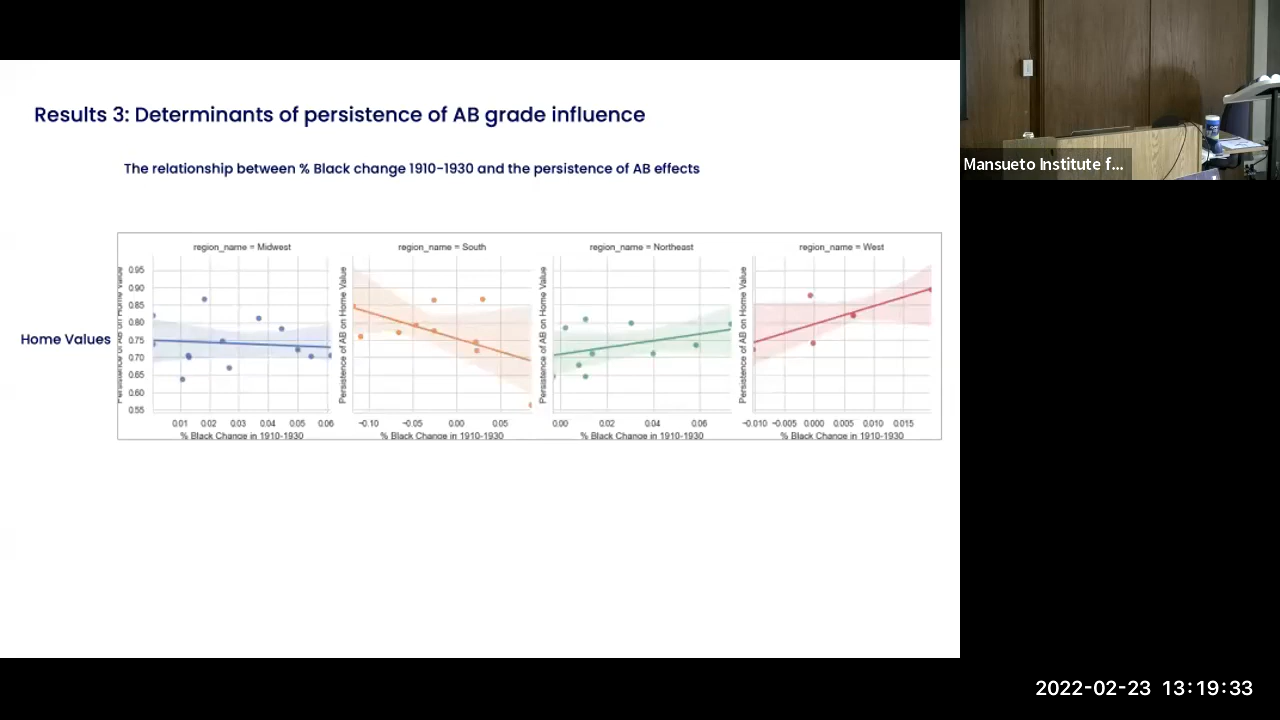 Results 3: Determinants of persistence of AB grade influence
The relationship between % Black change 1910-1930 and the persistence of AB effects
Mansueto Institute f...
Home Values
region_name = Midwest
region_name = South
region_name = Northeast
region_name = West
Persistence of AB on Home Value
Persistence of AB on Home Value
Persistence of AB on Home Value
Persistence of AB on Home Value
0.95
0.90
0.85
0.80
0.75
0.70
0.65
0.60
0.55
0.01 0.02 0.03 0.04 0.05 0.06
-0.10 -0.05 0.00 0.05
0.00 0.02 0.04 0.06
-0.010 -0.005 0.000 0.005 0.010 0.015
% Black Change in 1910-1930
% Black Change in 1910-1930
% Black Change in 1910-1930
% Black Change in 1910-1930
2022-02-23 13:19:33